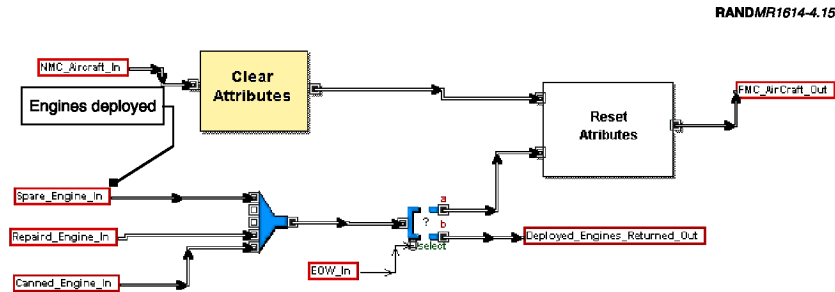 RANDMR1614-4.15
NMC_Aircraft_In
Clear
Attributes
FMC_AirCraft_Out
Engines deployed
Reset
Atributes
Spare_Engine_In
a
?
b
Repaird_Engine_In
select
Deployed_Engines_Returned_Out
EOW_In
Canned_Engine_In